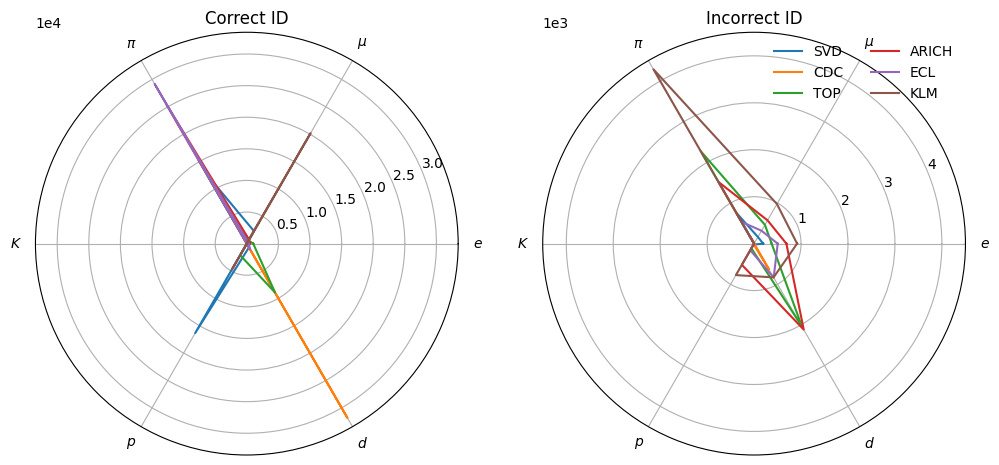 Correct ID
1e4
π
μ
K
e
p
d
0.5
1.0
1.5
2.0
2.5
3.0
Incorrect ID
1e3
π
μ
K
e
p
d
1
2
3
4
SVD
CDC
TOP
ARICH
ECL
KLM